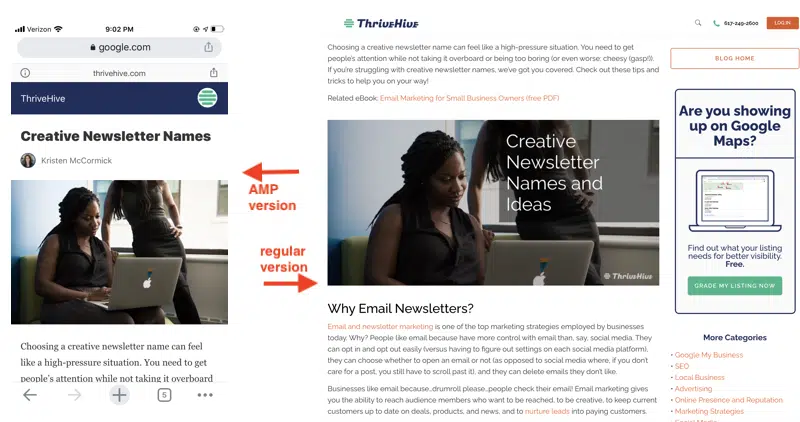 Verizon
9:02 PM
google.com
thrivehive.com
ThriveHive
Creative Newsletter Names
Kristen McCormick
Choosing a creative newsletter name can feel
like a high-pressure situation. You need to get
people's attention while not taking it overboard
5
AMP
version
regular
version
ThriveHive
617-249-2600
LOG IN
Choosing a creative newsletter name can feel like a high-pressure situation. You need to get
people's attention while not taking it overboard or being too boring (or even worse: cheesy (gasp!)).
If you're struggling with creative newsletter names, we've got you covered. Check out these tips and
tricks to help you on your way!
Related eBook: Email Marketing for Small Business Owners (free PDF)
Creative
Newsletter
Names and
Ideas
ThriveHive
Why Email Newsletters?
Email and newsletter marketing is one of the top marketing strategies employed by businesses
today. Why? People like email because have more control with email than, say, social media. They
can opt in and opt out easily (versus having to figure out settings on each social media platform),
they can choose whether to open an email or not (as opposed to social media where, if you don't
care for a post, you still have to scroll past it), and they can delete emails they don't like.
Businesses like email because...drumroll please...people check their email! Email marketing gives
you the ability to reach audience members who want to be reached, to be creative, to keep current
customers up to date on deals, products, and news, and to nurture leads into paying customers.
BLOG HOME
Are you showing
up on Google
Maps?
Find out what your listing
needs for better visibility.
Free.
GRADE MY LISTING NOW
More Categories
• Google My Business
• SEO
• Local Business
• Advertising
• Online Presence and Reputation
• Marketing Strategies